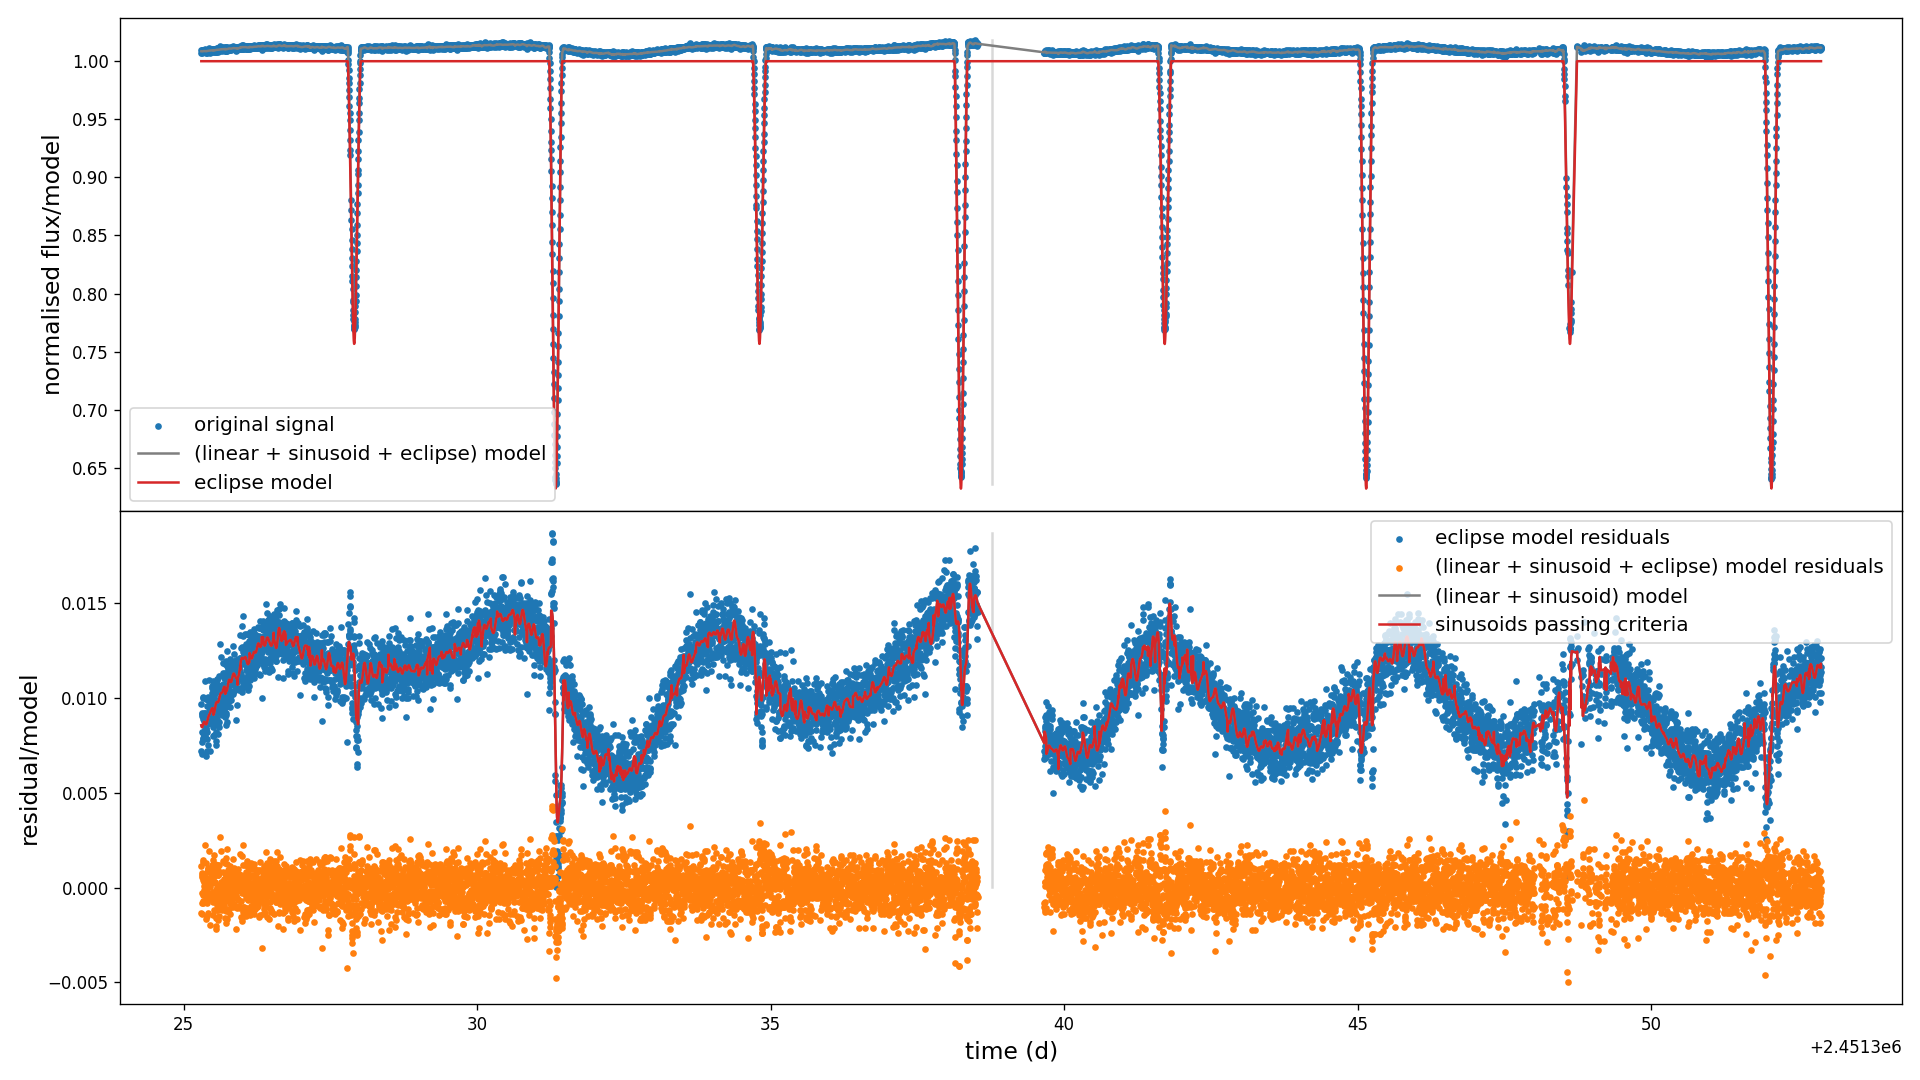 normalised flux/model
1.00
0.95
0.90
0.85
0.80
0.75
0.70
0.65
original signal
(linear + sinusoid + eclipse) model
eclipse model
residual/model
0.015
0.010
0.005
0.000
−0.005
eclipse model residuals
(linear + sinusoid + eclipse) model residuals
(linear + sinusoid) model
sinusoids passing criteria
25 30 35 40 45 50
time (d)
+2.4513e6